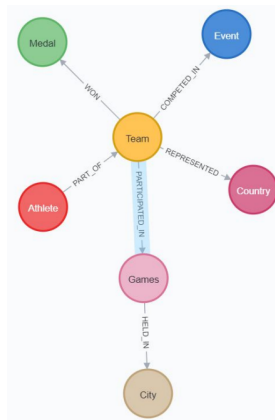 Medal
Event
WON
COMPETED_IN
Team
PART_OF
REPRESENTED
Athlete
PARTICIPATED_IN
Country
Games
HELD_IN
City